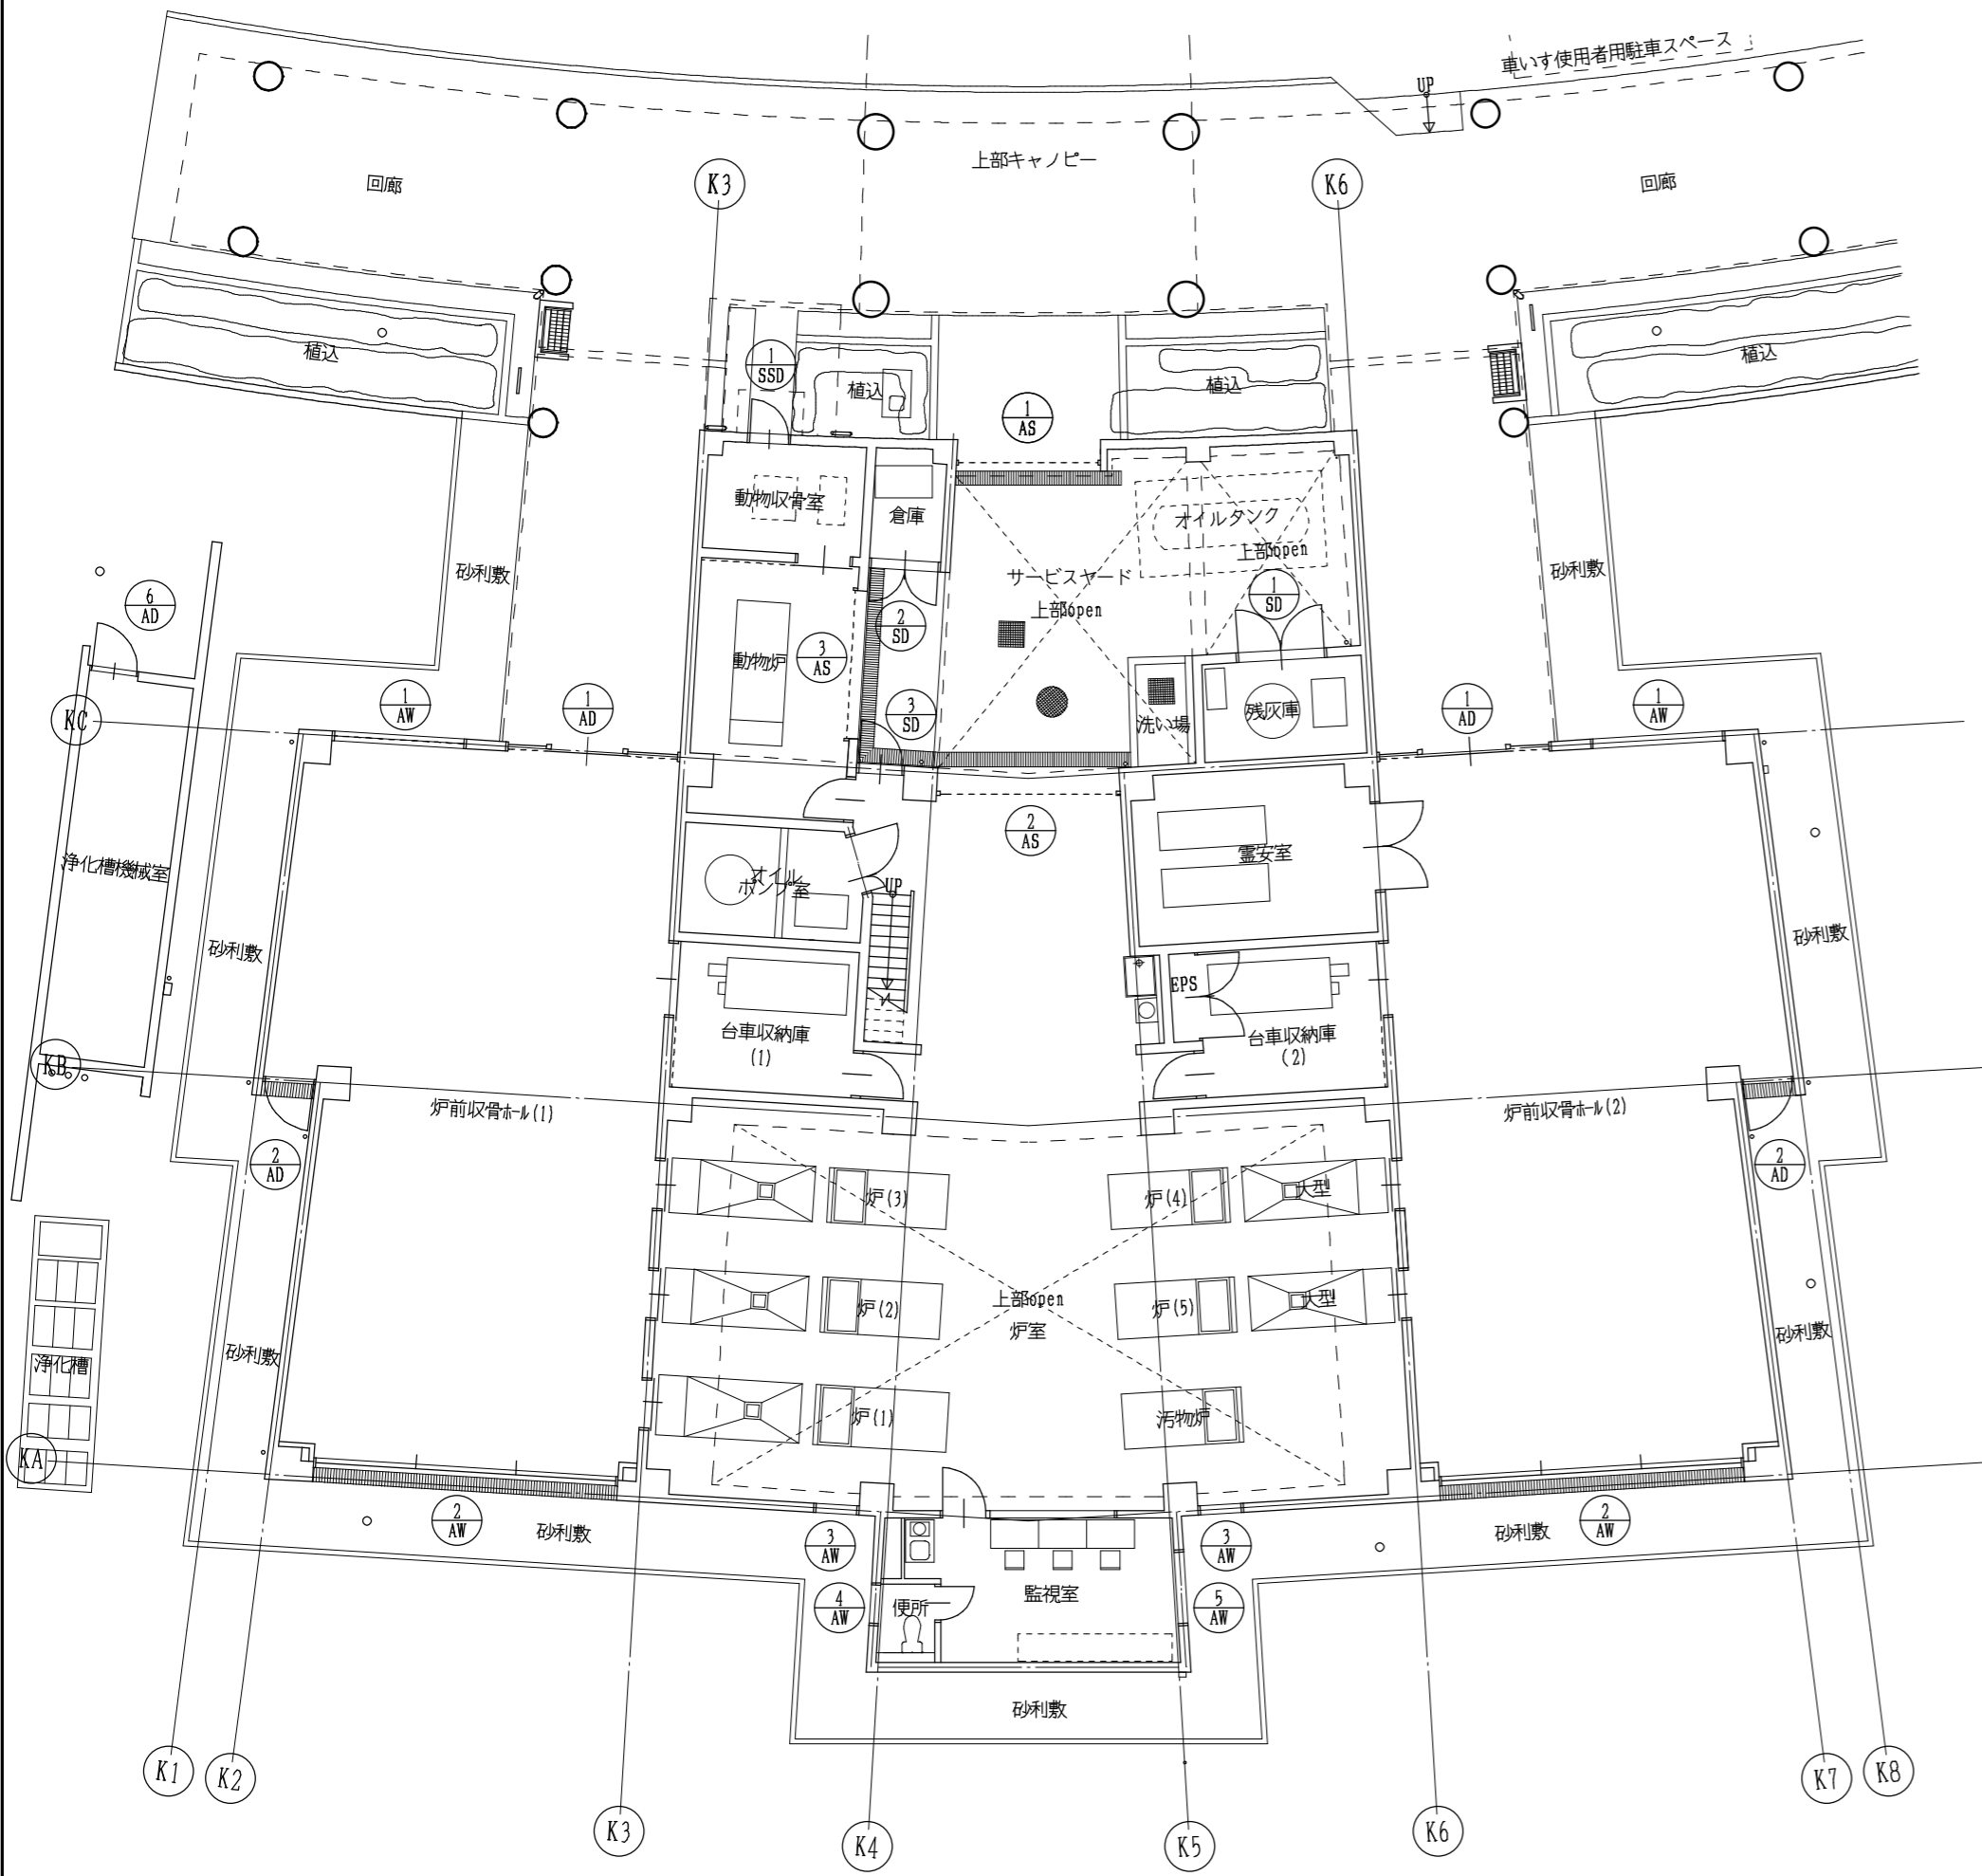 車いす使用者用駐車スペース
UP
上部キャノピー
回廊
K3
K6
回廊
植込
1
SSD
植込
1
AS
植込
植込
動物収骨室
倉庫
オイルタンク
上部open
サービスヤード
上部open
砂利敷
砂利敷
6
AD
1
SD
2
SD
3
AS
動物炉
3
SD
洗い場
残灰庫
KC
1
AW
1
AD
1
AD
1
AW
2
AS
浄化槽機械室
オイル
ポンプ室
UP
霊安室
砂利敷
砂利敷
EPS
台車収納庫
(1)
台車収納庫
(2)
KB
炉前収骨ホール(1)
炉前収骨ホール(2)
2
AD
2
AD
炉(3)
炉(4)
大型
炉(2)
上部open
炉室
炉(5)
大型
砂利敷
砂利敷
浄化槽
炉(1)
汚物炉
KA
2
AW
砂利敷
3
AW
3
AW
砂利敷
2
AW
4
AW
便所
監視室
5
AW
砂利敷
K1
K2
K3
K4
K5
K6
K7
K8